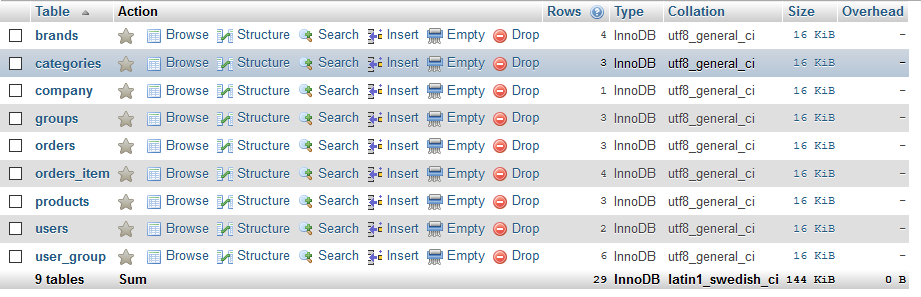 Table Action Rows Type Collation Size Overhead
brands Browse Structure Search Insert Empty Drop 4 InnoDB utf8_general_ci 16 KiB –
categories Browse Structure Search Insert Empty Drop 3 InnoDB utf8_general_ci 16 KiB –
company Browse Structure Search Insert Empty Drop 1 InnoDB utf8_general_ci 16 KiB –
groups Browse Structure Search Insert Empty Drop 3 InnoDB utf8_general_ci 16 KiB –
orders Browse Structure Search Insert Empty Drop 3 InnoDB utf8_general_ci 16 KiB –
orders_item Browse Structure Search Insert Empty Drop 4 InnoDB utf8_general_ci 16 KiB –
products Browse Structure Search Insert Empty Drop 3 InnoDB utf8_general_ci 16 KiB –
users Browse Structure Search Insert Empty Drop 2 InnoDB utf8_general_ci 16 KiB –
user_group Browse Structure Search Insert Empty Drop 6 InnoDB utf8_general_ci 16 KiB –
9 tables Sum 29 InnoDB latin1_swedish_ci 144 KiB 0 B